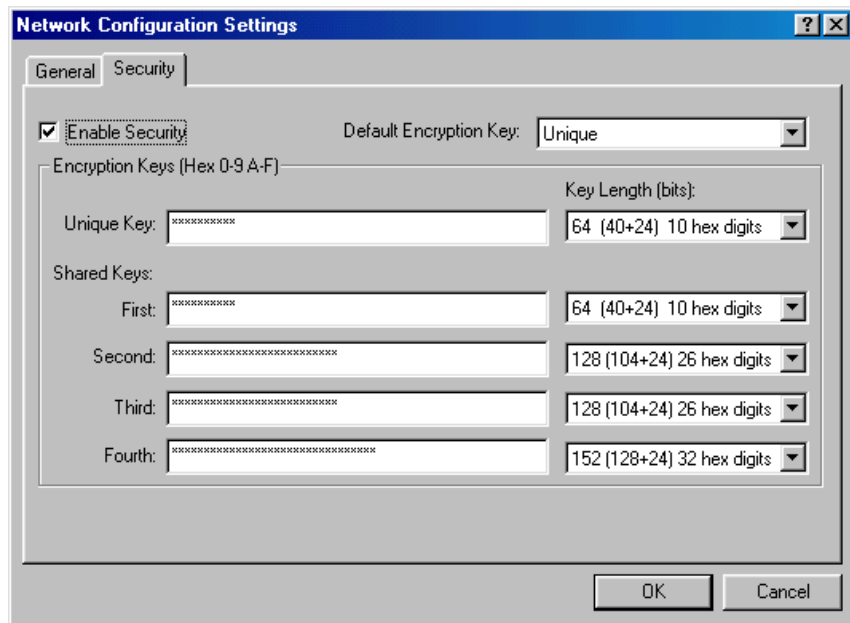 Network Configuration Settings
General Security
Enable Security Default Encryption Key: Unique
Encryption Keys (Hex 0-9 A-F)
Key Length (bits):
Unique Key: ********** 64 (40+24) 10 hex digits
Shared Keys:
First: ********** 64 (40+24) 10 hex digits
Second: ************************** 128 (104+24) 26 hex digits
Third: ************************** 128 (104+24) 26 hex digits
Fourth: ******************************** 152 (128+24) 32 hex digits
OK Cancel